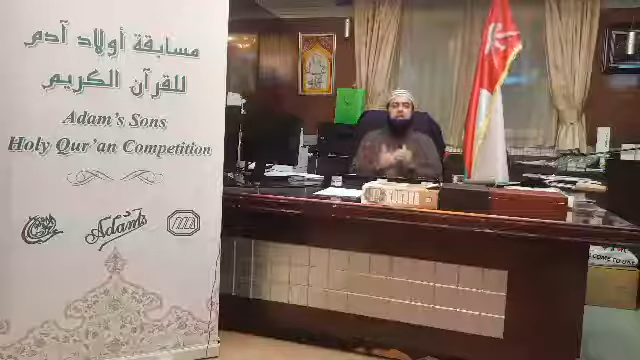 مسابقة أولاد آدم
للقرآن الكريم
Adam's Sons
Holy Qur'an Competition
Adams